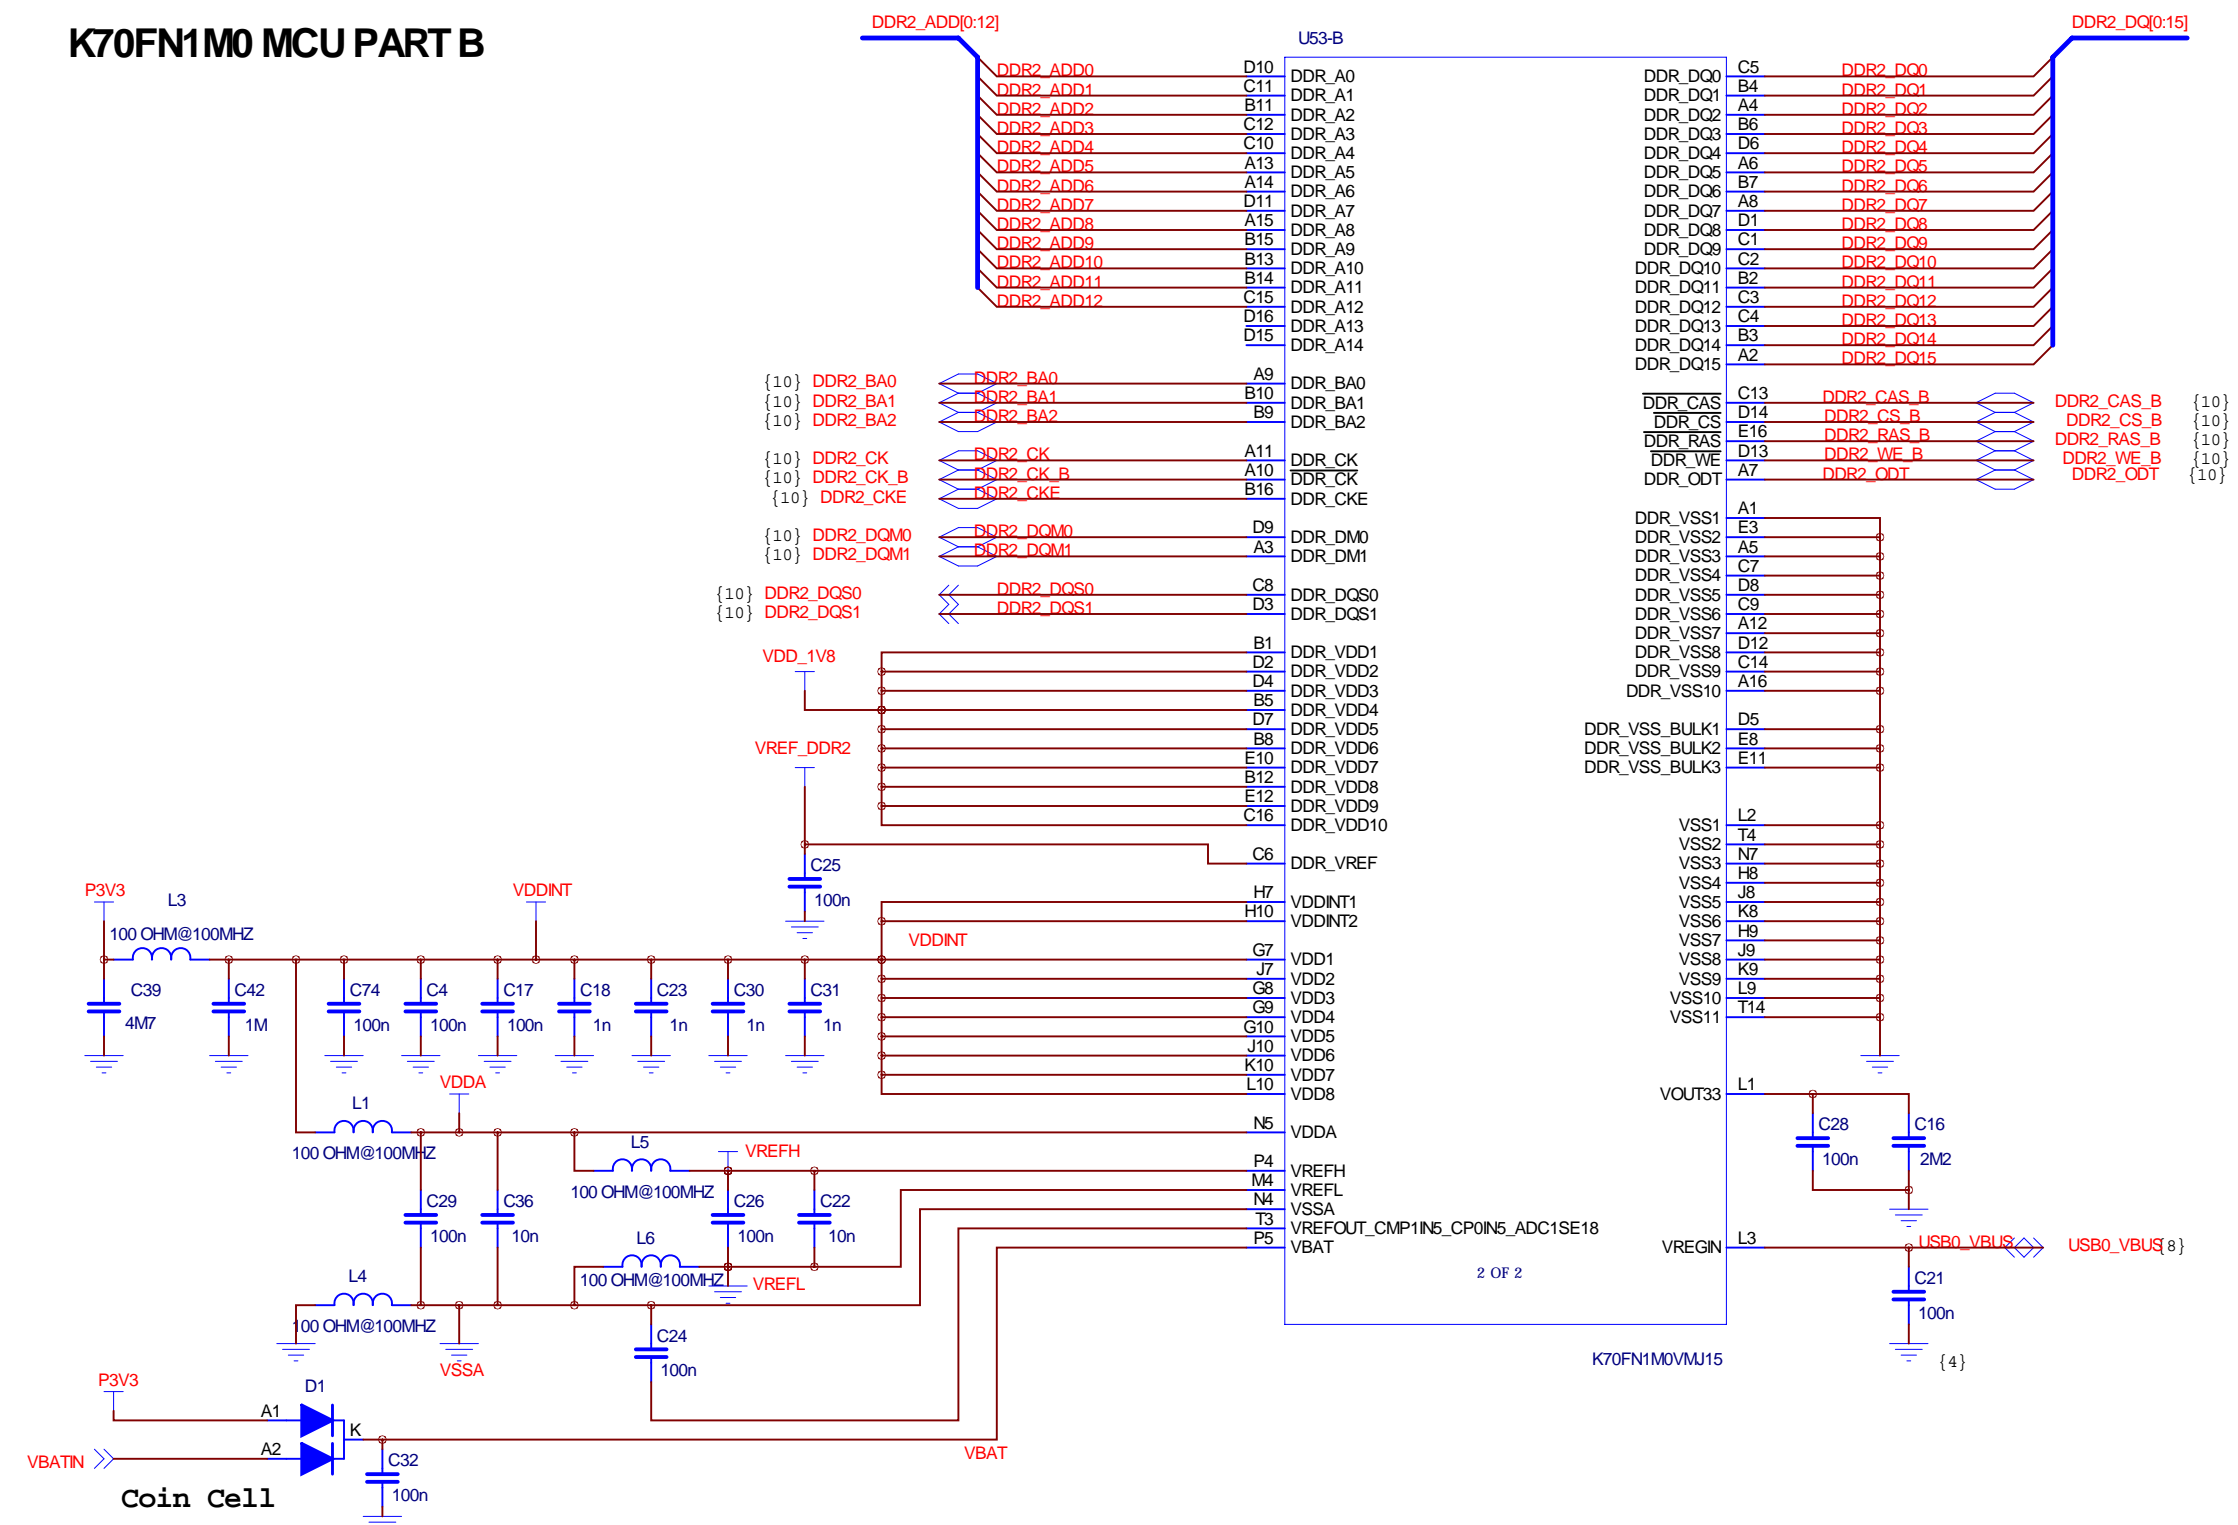 K70FN1M0 MCU PART B
DDR2_ADD[0:12]
DDR2_DQ[0:15]
U53-B
DDR2_ADD0 D10 DDR_A0
DDR2_ADD1 C11 DDR_A1
DDR2_ADD2 B11 DDR_A2
DDR2_ADD3 C12 DDR_A3
DDR2_ADD4 C10 DDR_A4
DDR2_ADD5 A13 DDR_A5
DDR2_ADD6 A14 DDR_A6
DDR2_ADD7 D11 DDR_A7
DDR2_ADD8 A15 DDR_A8
DDR2_ADD9 B15 DDR_A9
DDR2_ADD10 B13 DDR_A10
DDR2_ADD11 B14 DDR_A11
DDR2_ADD12 C15 DDR_A12
D16 DDR_A13
D15 DDR_A14
{10} DDR2_BA0 DDR2_BA0 A9 DDR_BA0
{10} DDR2_BA1 DDR2_BA1 B10 DDR_BA1
{10} DDR2_BA2 DDR2_BA2 B9 DDR_BA2
{10} DDR2_CK DDR2_CK A11 DDR_CK
{10} DDR2_CK_B DDR2_CK_B A10 DDR_CK
{10} DDR2_CKE DDR2_CKE B16 DDR_CKE
{10} DDR2_DQM0 DDR2_DQM0 D9 DDR_DM0
{10} DDR2_DQM1 DDR2_DQM1 A3 DDR_DM1
{10} DDR2_DQS0 DDR2_DQS0 C8 DDR_DQS0
{10} DDR2_DQS1 DDR2_DQS1 D3 DDR_DQS1
VDD_1V8
B1 DDR_VDD1
D2 DDR_VDD2
D4 DDR_VDD3
B5 DDR_VDD4
D7 DDR_VDD5
B8 DDR_VDD6
E10 DDR_VDD7
B12 DDR_VDD8
E12 DDR_VDD9
C16 DDR_VDD10
VREF_DDR2
C6 DDR_VREF
C25
100n
H7 VDDINT1
H10 VDDINT2
VDDINT
G7 VDD1
J7 VDD2
G8 VDD3
G9 VDD4
G10 VDD5
J10 VDD6
K10 VDD7
L10 VDD8
N5 VDDA
P4 VREFH
M4 VREFL
N4 VSSA
T3 VREFOUT_CMP1IN5_CP0IN5_ADC1SE18
P5 VBAT
DDR_DQ0 C5 DDR2_DQ0
DDR_DQ1 B4 DDR2_DQ1
DDR_DQ2 A4 DDR2_DQ2
DDR_DQ3 B6 DDR2_DQ3
DDR_DQ4 D6 DDR2_DQ4
DDR_DQ5 A6 DDR2_DQ5
DDR_DQ6 B7 DDR2_DQ6
DDR_DQ7 A8 DDR2_DQ7
DDR_DQ8 D1 DDR2_DQ8
DDR_DQ9 C1 DDR2_DQ9
DDR_DQ10 C2 DDR2_DQ10
DDR_DQ11 B2 DDR2_DQ11
DDR_DQ12 C3 DDR2_DQ12
DDR_DQ13 C4 DDR2_DQ13
DDR_DQ14 B3 DDR2_DQ14
DDR_DQ15 A2 DDR2_DQ15
DDR_CAS C13 DDR2_CAS_B DDR2_CAS_B {10}
DDR_CS D14 DDR2_CS_B DDR2_CS_B {10}
DDR_RAS E16 DDR2_RAS_B DDR2_RAS_B {10}
DDR_WE D13 DDR2_WE_B DDR2_WE_B {10}
DDR_ODT A7 DDR2_ODT DDR2_ODT {10}
DDR_VSS1 A1
DDR_VSS2 E3
DDR_VSS3 A5
DDR_VSS4 C7
DDR_VSS5 D8
DDR_VSS6 C9
DDR_VSS7 A12
DDR_VSS8 D12
DDR_VSS9 C14
DDR_VSS10 A16
DDR_VSS_BULK1 D5
DDR_VSS_BULK2 E8
DDR_VSS_BULK3 E11
VSS1 L2
VSS2 T4
VSS3 N7
VSS4 H8
VSS5 J8
VSS6 K8
VSS7 H9
VSS8 J9
VSS9 K9
VSS10 L9
VSS11 T14
VOUT33 L1
C28 C16
100n 2M2
VREGIN L3 USB0_VBUS USB0_VBUS {8}
C21
100n
{4}
2 OF 2
K70FN1M0VMJ15
P3V3 L3 VDDINT
100 OHM@100MHZ
C39 C42 C74 C4 C17 C18 C23 C30 C31
4M7 1M 100n 100n 100n 1n 1n 1n 1n
VDDA
L1
100 OHM@100MHZ
L5 VREFH
100 OHM@100MHZ
C29 C36 C26 C22
100n 10n 100n 10n
L6
100 OHM@100MHZ
VREFL
L4
100 OHM@100MHZ
VSSA
C24
100n
P3V3
D1
A1
A2
K
VBATIN
VBAT
C32
100n
Coin Cell